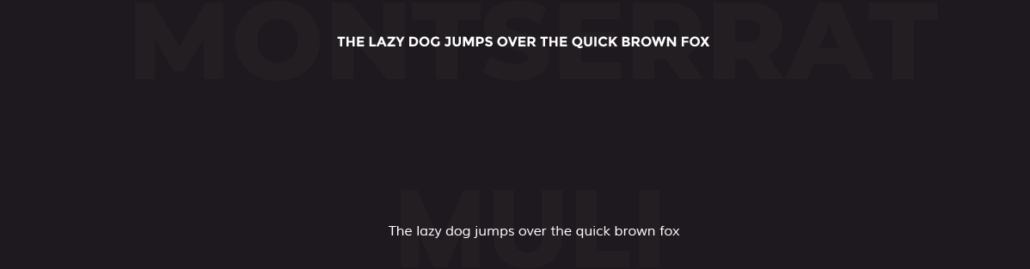 MONTSERRAT
THE LAZY DOG JUMPS OVER THE QUICK BROWN FOX
MULI
The lazy dog jumps over the quick brown fox